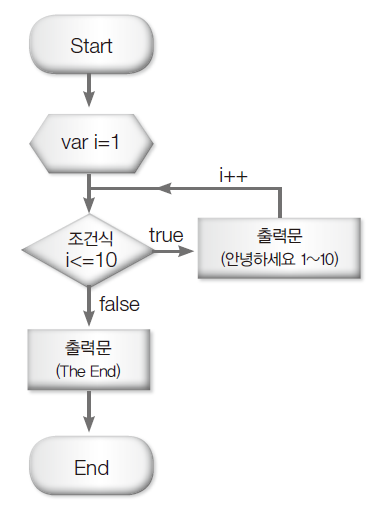 Start
var i=1
i++
조건식
i<=10
true
출력문
(안녕하세요 1~10)
false
출력문
(The End)
End